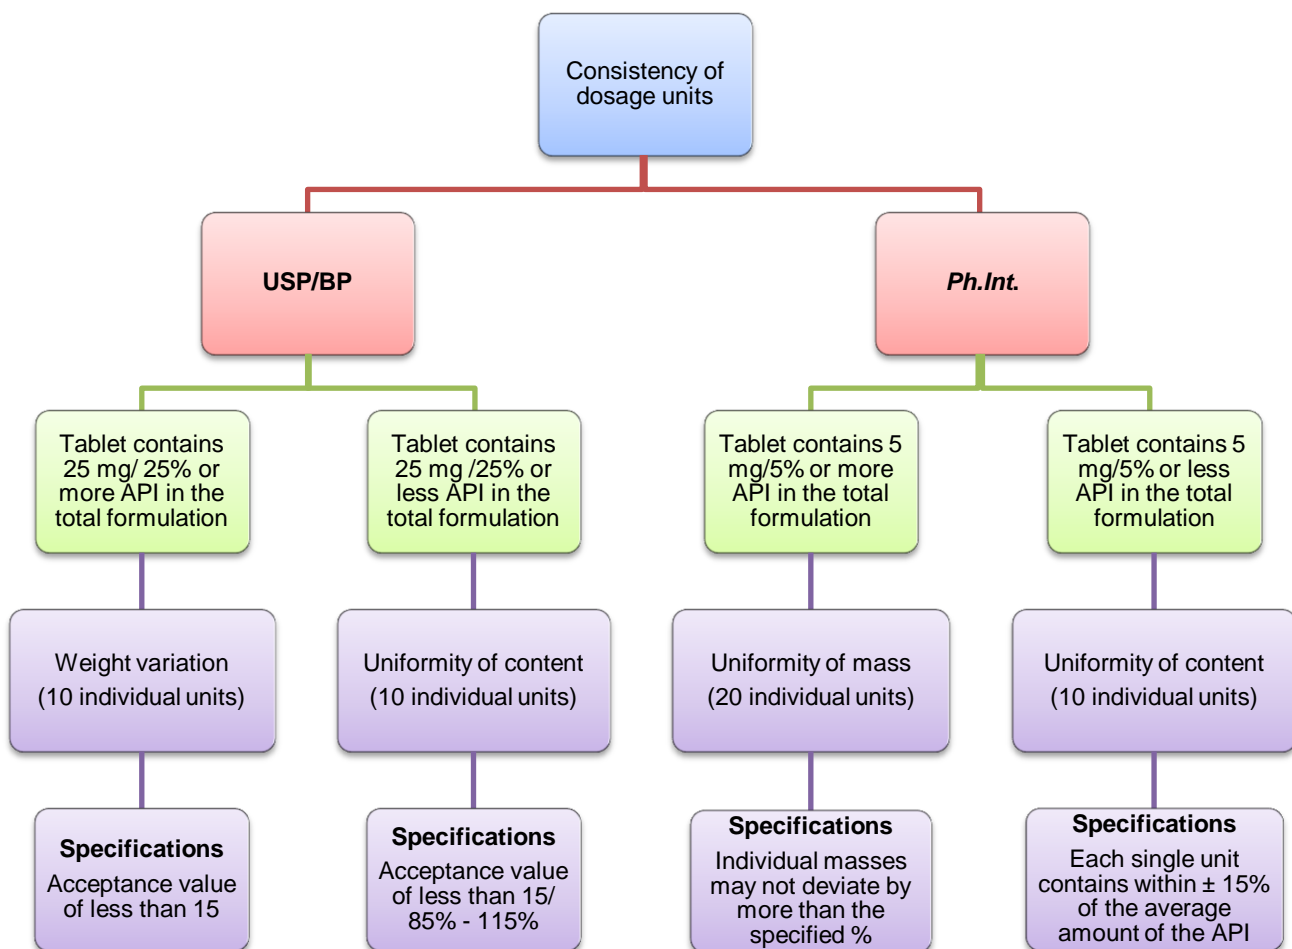 Consistency of
dosage units
USP/BP
Ph.Int.
Tablet contains
25 mg/ 25% or
more API in the
total formulation
Tablet contains
25 mg /25% or
less API in the
total formulation
Tablet contains 5
mg/5% or more
API in the total
formulation
Tablet contains 5
mg/5% or less
API in the total
formulation
Weight variation
(10 individual units)
Uniformity of content
(10 individual units)
Uniformity of mass
(20 individual units)
Uniformity of content
(10 individual units)
Specifications
Acceptance value
of less than 15
Specifications
Acceptance value
of less than 15/
85% - 115%
Specifications
Individual masses
may not deviate by
more than the
specified %
Specifications
Each single unit
contains within ± 15%
of the average
amount of the API